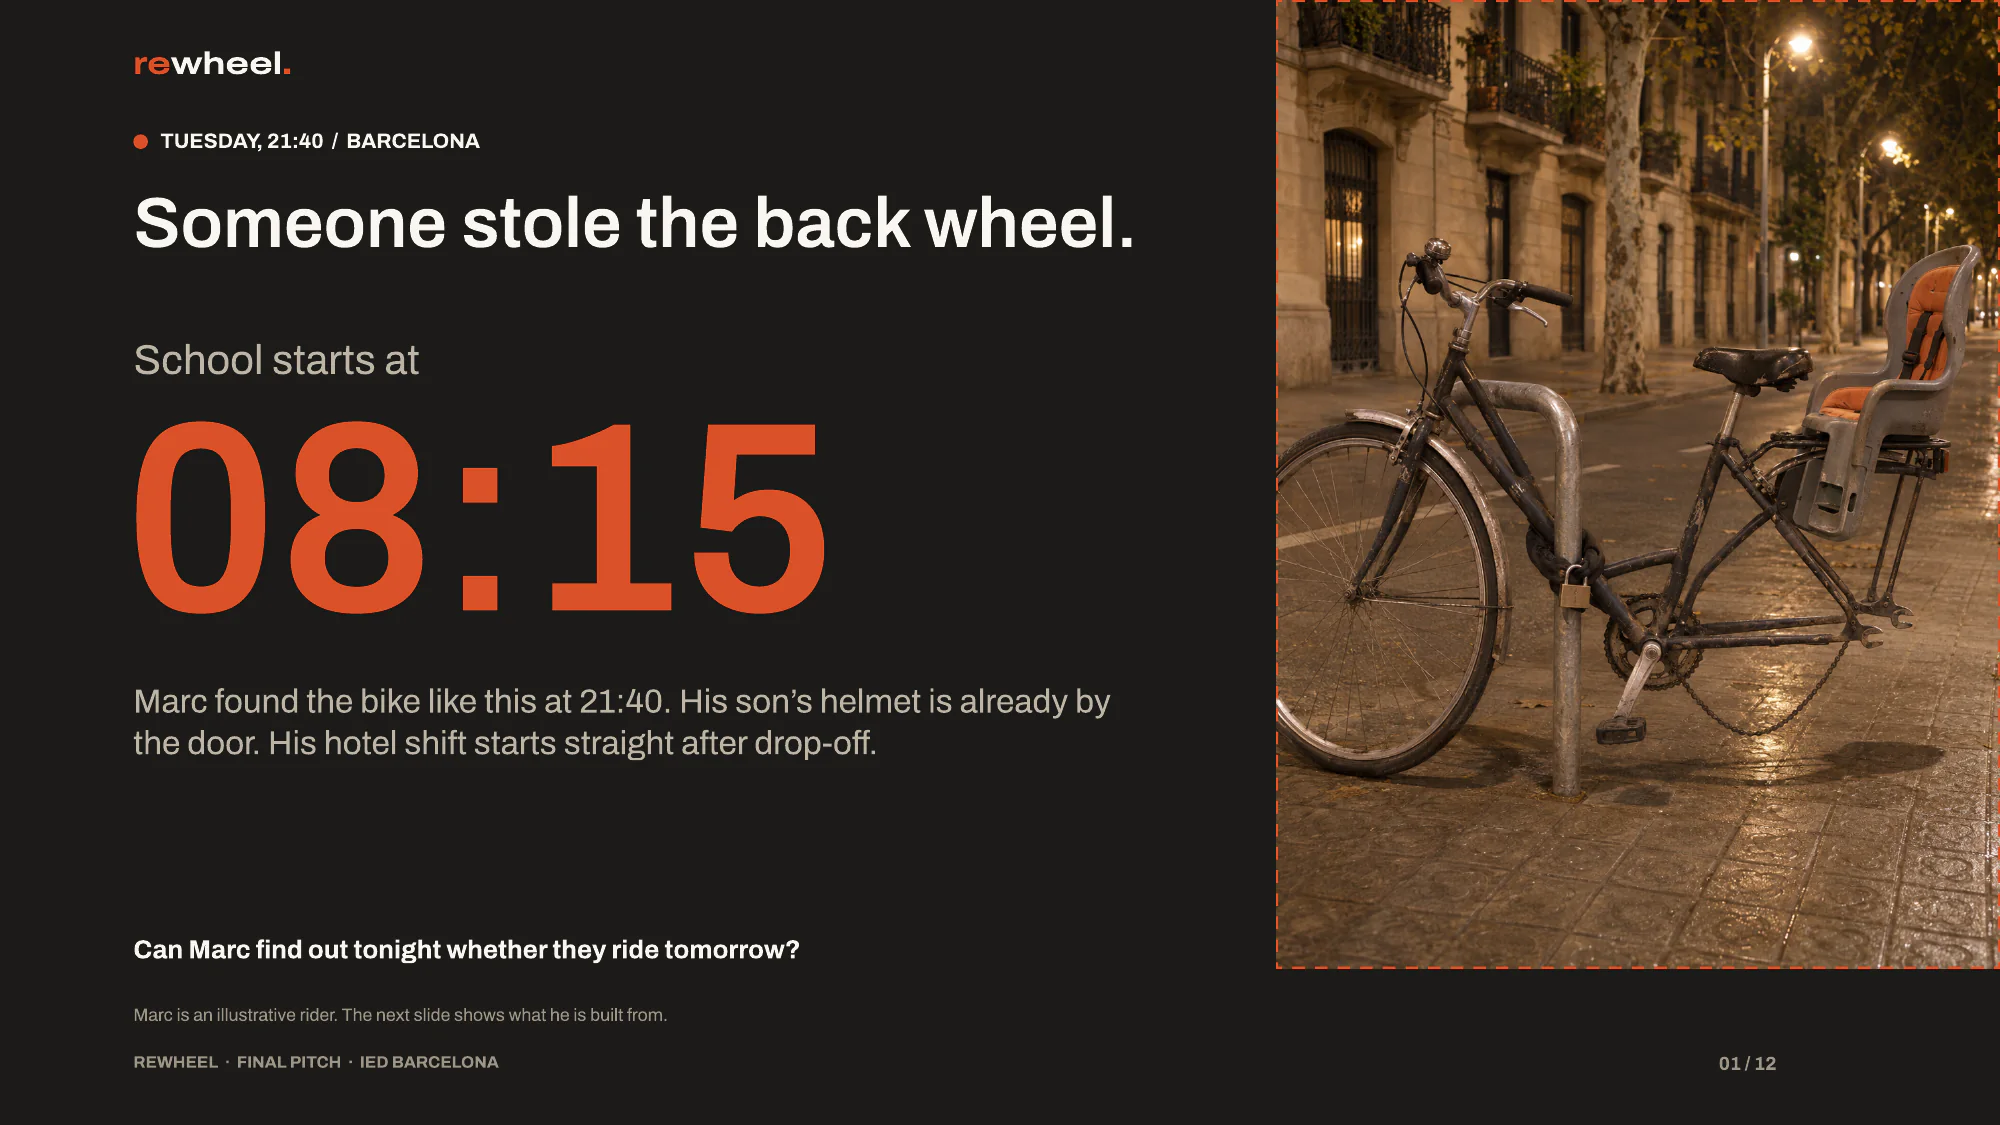 rewheel.
TUESDAY, 21:40 / BARCELONA
Someone stole the back wheel.
School starts at
08:15
Marc found the bike like this at 21:40. His son’s helmet is already by
the door. His hotel shift starts straight after drop-off.
Can Marc find out tonight whether they ride tomorrow?
Marc is an illustrative rider. The next slide shows what he is built from.
REWHEEL · FINAL PITCH · IED BARCELONA
01 / 12